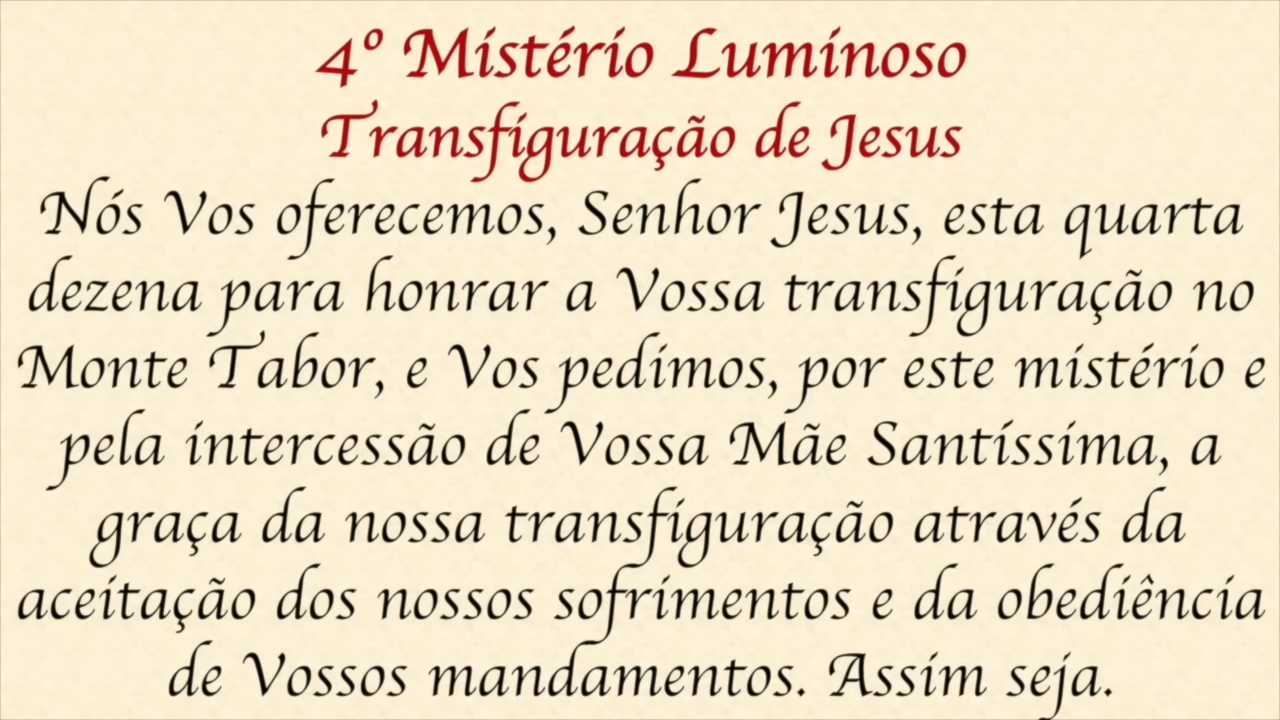 4º Mistério Luminoso
Transfiguração de Jesus
Nós Vos oferecemos, Senhor Jesus, esta quarta
dezena para honrar a Vossa transfiguração no
Monte Tabor, e Vos pedimos, por este mistério e
pela intercessão de Vossa Mãe Santíssima, a
graça da nossa transfiguração através da
aceitação dos nossos sofrimentos e da obediência
de Vossos mandamentos. Assim seja.